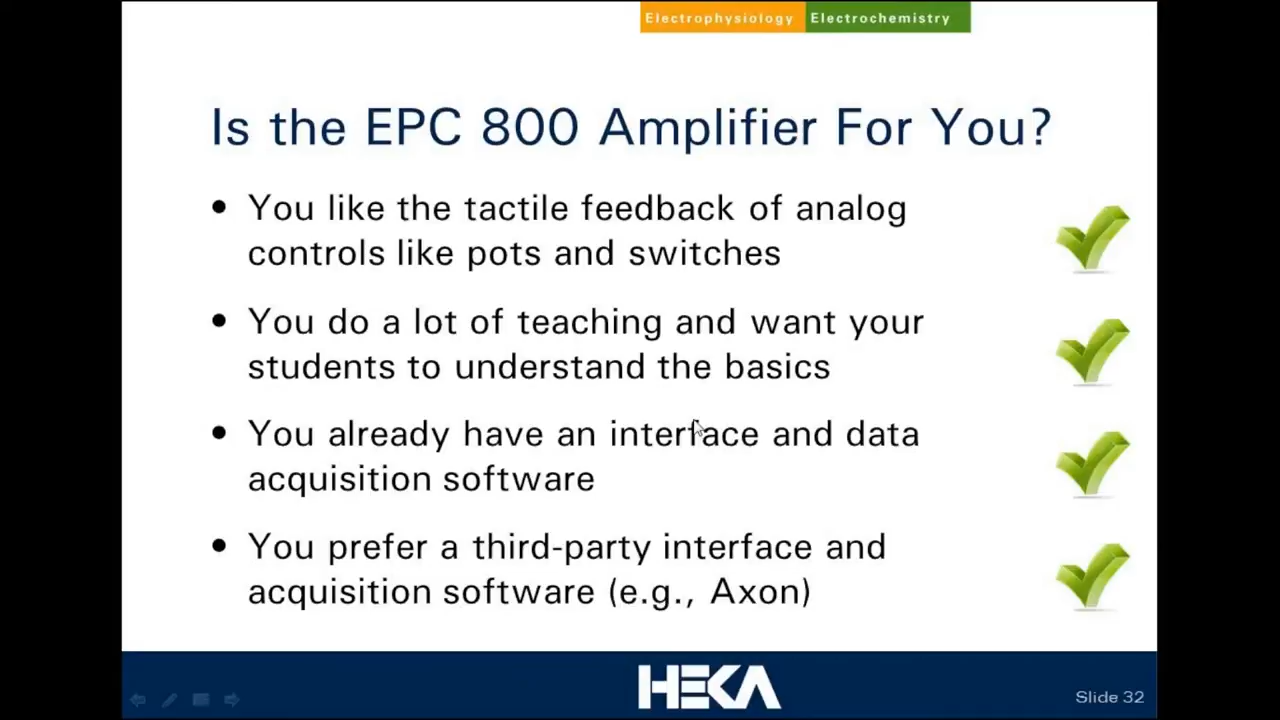 Electrophysiology Electrochemistry
Is the EPC 800 Amplifier For You?
• You like the tactile feedback of analog
controls like pots and switches
• You do a lot of teaching and want your
students to understand the basics
• You already have an interface and data
acquisition software
• You prefer a third-party interface and
acquisition software (e.g., Axon)
HEKA
Slide 32